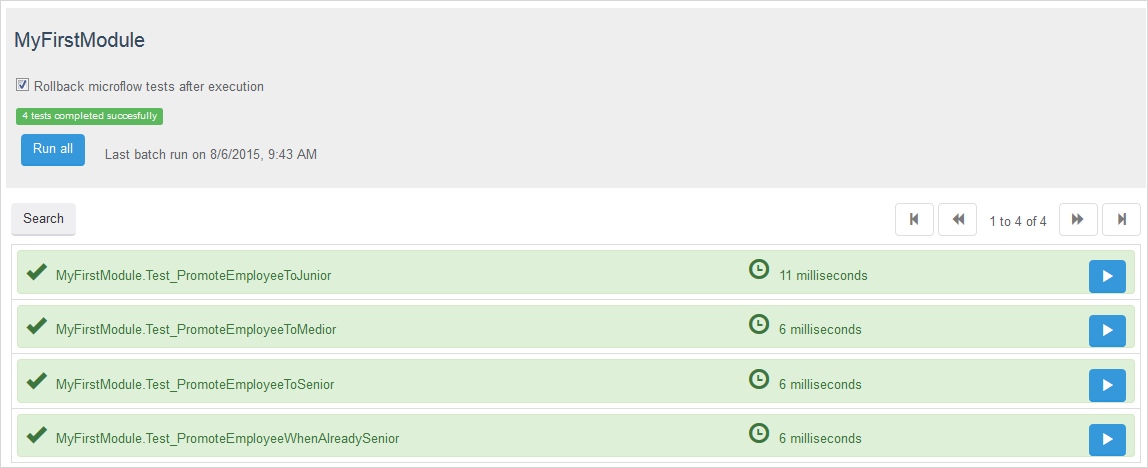 MyFirstModule
Rollback microflow tests after execution
4 tests completed succesfully
Run all Last batch run on 8/6/2015, 9:43 AM
Search 1 to 4 of 4
MyFirstModule.Test_PromoteEmployeeToJunior 11 milliseconds
MyFirstModule.Test_PromoteEmployeeToMedior 6 milliseconds
MyFirstModule.Test_PromoteEmployeeToSenior 6 milliseconds
MyFirstModule.Test_PromoteEmployeeWhenAlreadySenior 6 milliseconds